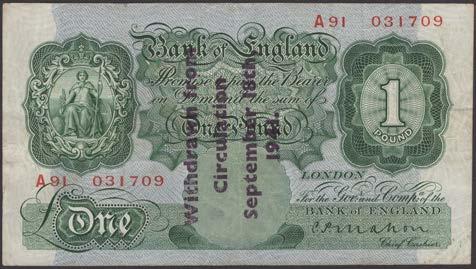 A91 031709
Bank of England
Promise to pay the Bearer
on Demand the sum of
One Pound
1
POUND
Withdrawn from
Circulation
September 18th
1941.
A91 031709
LONDON
For the Gov: and Comp:a of the
BANK OF ENGLAND
C.P. Mahon
Chief Cashier.
£One